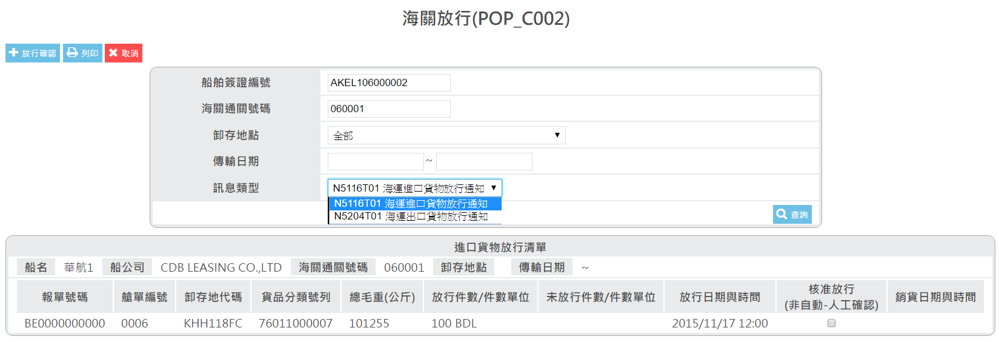 海關放行(POP_C002)
放行確認 列印 取消
船舶簽證編號 AKEL106000002
海關通關號碼 060001
卸存地點 全部
傳輸日期 ~
訊息類型 N5116T01 海運進口貨物放行通知
N5116T01 海運進口貨物放行通知
N5204T01 海運出口貨物放行通知
查詢
進口貨物放行清單
船名 華航1 船公司 CDB LEASING CO.,LTD 海關通關號碼 060001 卸存地點 傳輸日期 ~
報單號碼 艙單編號 卸存地代碼 貨品分類號列 總毛重(公斤) 放行件數/件數單位 未放行件數/件數單位 放行日期與時間 核准放行 銷貨日期與時間
(非自動-人工確認)
BE0000000000 0006 KHH118FC 76011000007 101255 100 BDL 2015/11/17 12:00